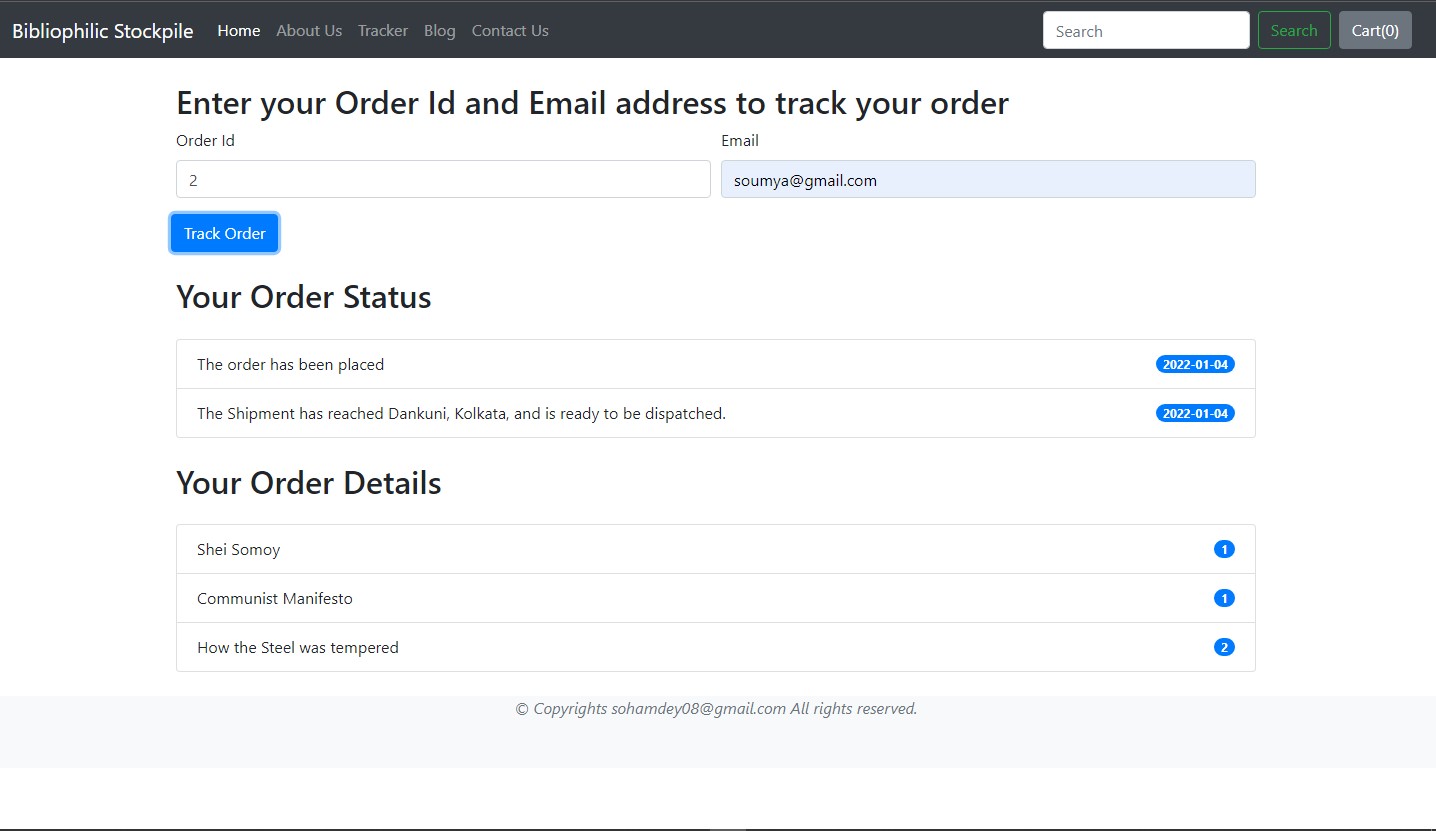 Bibliophilic Stockpile Home About Us Tracker Blog Contact Us Search Search Cart(0)
Enter your Order Id and Email address to track your order
Order Id Email
2 soumya@gmail.com
Track Order
Your Order Status
The order has been placed 2022-01-04
The Shipment has reached Dankuni, Kolkata, and is ready to be dispatched. 2022-01-04
Your Order Details
Shei Somoy 1
Communist Manifesto 1
How the Steel was tempered 2
© Copyrights sohamdey08@gmail.com All rights reserved.